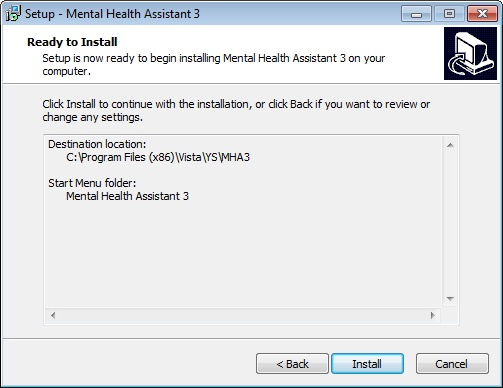 Setup - Mental Health Assistant 3
Ready to Install
Setup is now ready to begin installing Mental Health Assistant 3 on your
computer.
Click Install to continue with the installation, or click Back if you want to review or
change any settings.
Destination location:
C:\Program Files (x86)\Vista\YS\MHA3
Start Menu folder:
Mental Health Assistant 3
< Back
Install
Cancel